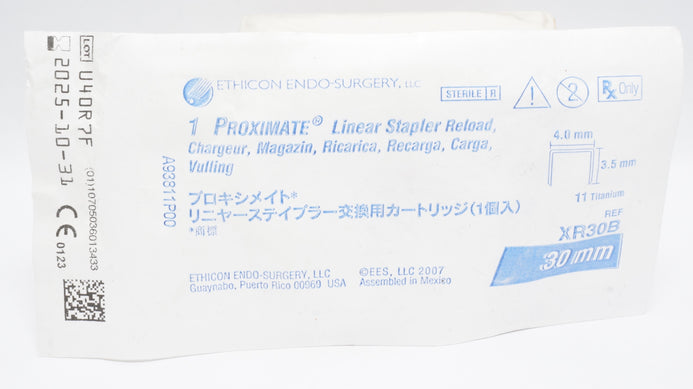 LOT U40R7F
2025-10-31
(01)10705036013433
CE 0123
ETHICON ENDO-SURGERY, LLC
STERILE R
2
Rx Only
1 PROXIMATE® Linear Stapler Reload,
Chargeur, Magazin, Ricarica, Recarga, Carga,
Vulling
A93811P00
プロキシメイト*
リニヤーステイプラー交換用カートリッジ(1個入)
*商標
4.0 mm
3.5 mm
11 Titanium
REF
XR30B
30 mm
ETHICON ENDO-SURGERY, LLC
Guaynabo, Puerto Rico 00969 USA
©EES, LLC 2007
Assembled in Mexico